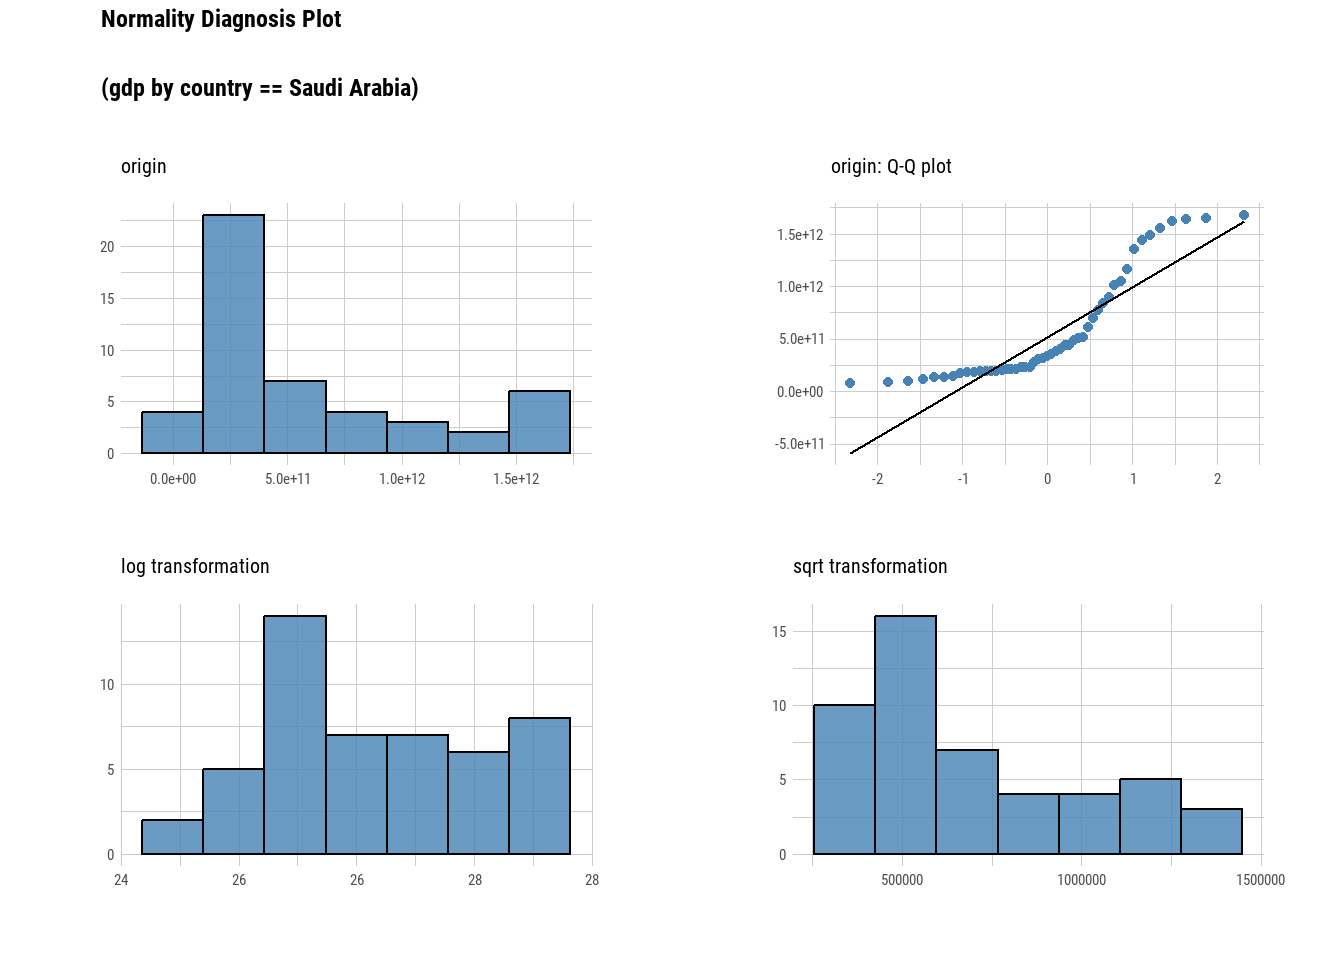 Normality Diagnosis Plot
(gdp by country == Saudi Arabia)
origin
20
15
10
5
0
0.0e+00 5.0e+11 1.0e+12 1.5e+12
origin: Q-Q plot
1.5e+12
1.0e+12
5.0e+11
0.0e+00
-5.0e+11
-2 -1 0 1 2
log transformation
10
5
0
24 26 26 28 28
sqrt transformation
15
10
5
0
500000 1000000 1500000